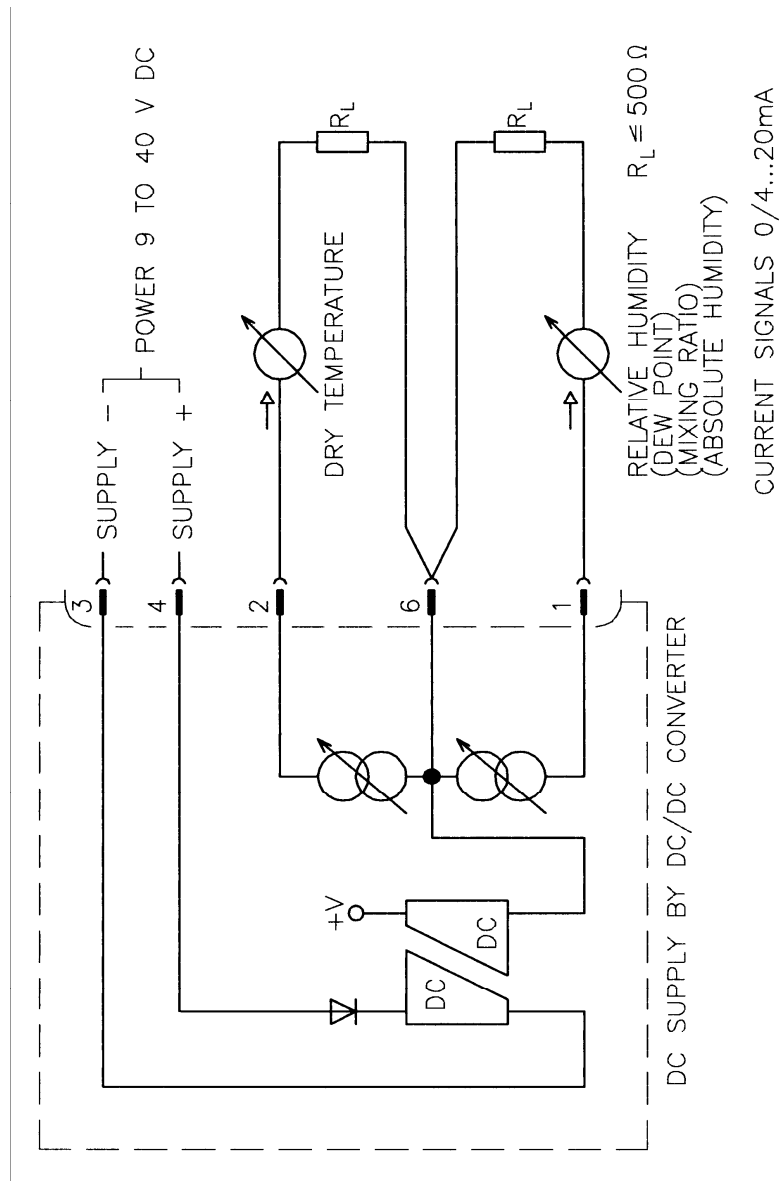 3
SUPPLY -
4
SUPPLY +
POWER 9 TO 40 V DC
2
DRY TEMPERATURE
RL
6
RL
1
+V
DC
DC
RELATIVE HUMIDITY
(DEW POINT)
(MIXING RATIO)
(ABSOLUTE HUMIDITY)
RL ≤ 500 Ω
DC SUPPLY BY DC/DC CONVERTER
CURRENT SIGNALS 0/4...20mA